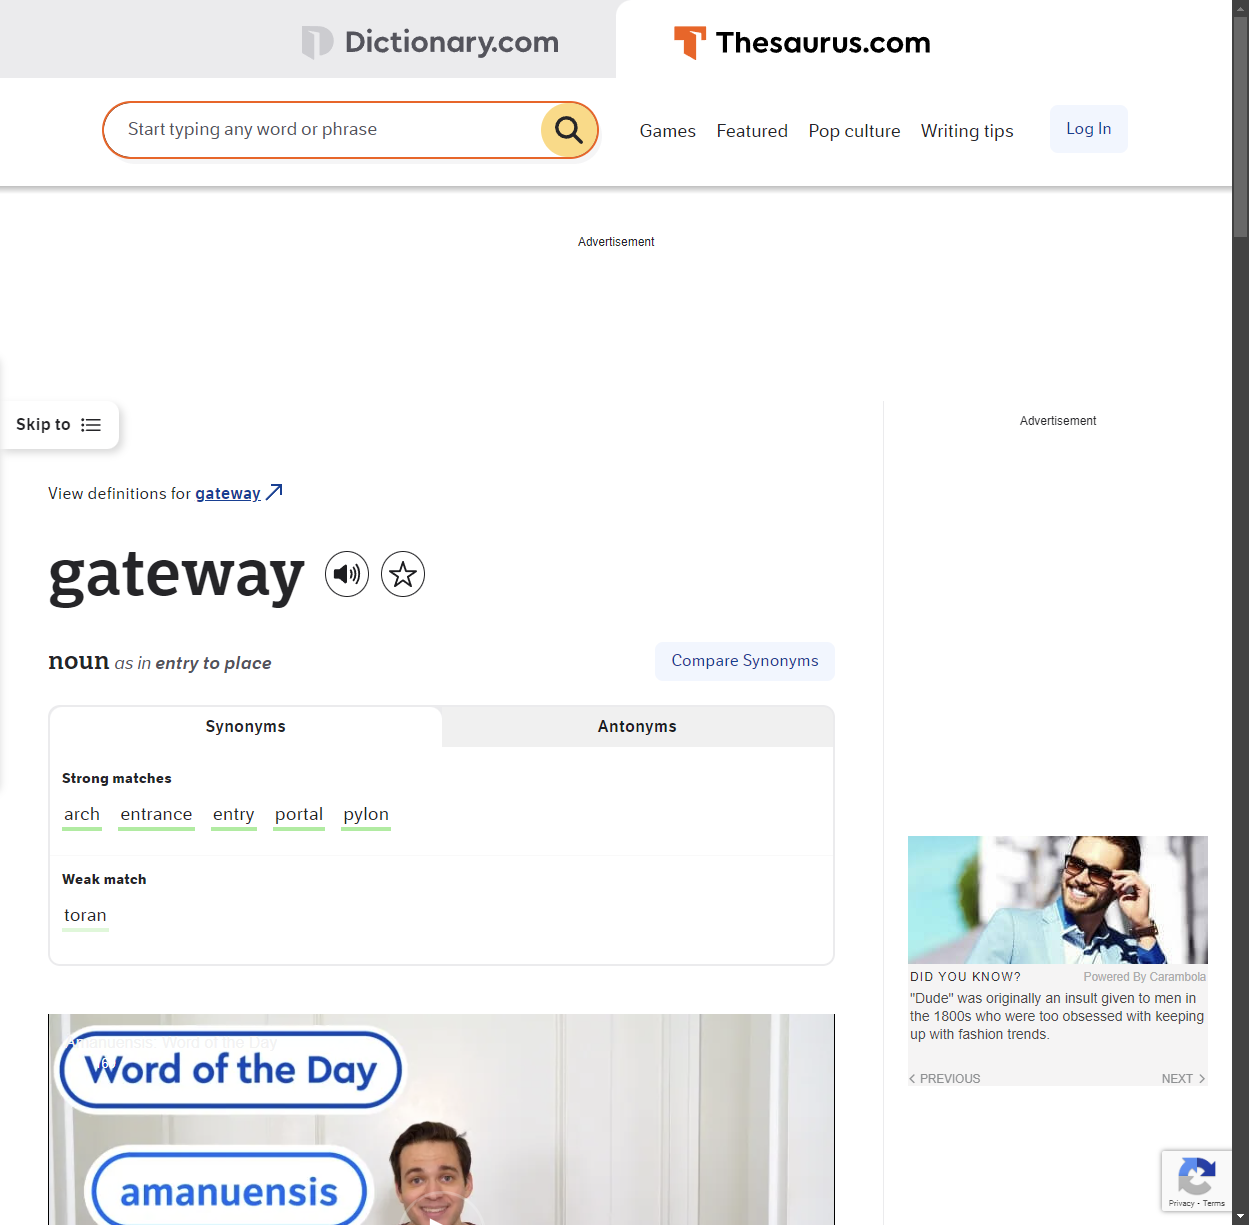 Dictionary.com
Thesaurus.com
Start typing any word or phrase
Games
Featured
Pop culture
Writing tips
Log In
Advertisement
Skip to
Advertisement
View definitions for gateway
gateway
noun as in entry to place
Compare Synonyms
Synonyms
Antonyms
Strong matches
arch entrance entry portal pylon
Weak match
toran
Amanuensis: Word of the Day
Word of the Day
amanuensis
DID YOU KNOW?
Powered By Carambola
"Dude" was originally an insult given to men in
the 1800s who were too obsessed with keeping
up with fashion trends.
PREVIOUS
NEXT
Privacy - Terms